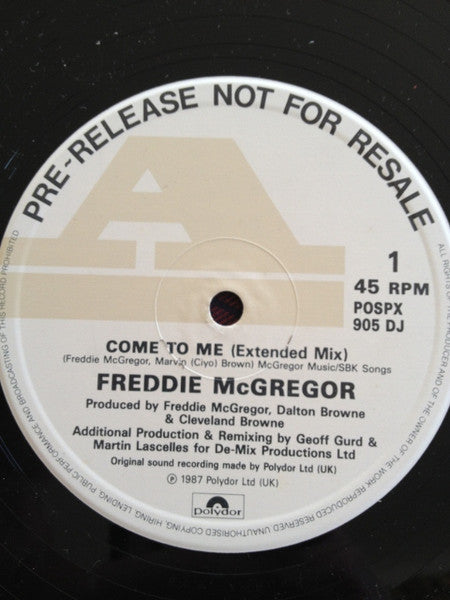 PRE-RELEASE NOT FOR RESALE
A
1
45 RPM
POSPX
905 DJ
COME TO ME (Extended Mix)
(Freddie McGregor, Marvin (Ciyo) Brown) McGregor Music/SBK Songs
FREDDIE McGREGOR
Produced by Freddie McGregor, Dalton Browne
& Cleveland Browne
Additional Production & Remixing by Geoff Gurd &
Martin Lascelles for De-Mix Productions Ltd
Original sound recording made by Polydor Ltd (UK)
℗ 1987 Polydor Ltd (UK)
polydor
ALL RIGHTS OF THE PRODUCER AND OF THE OWNER OF THE WORK REPRODUCED RESERVED. UNAUTHORISED COPYING, HIRING, LENDING, PUBLIC PERFORMANCE AND BROADCASTING OF THIS RECORD PROHIBITED